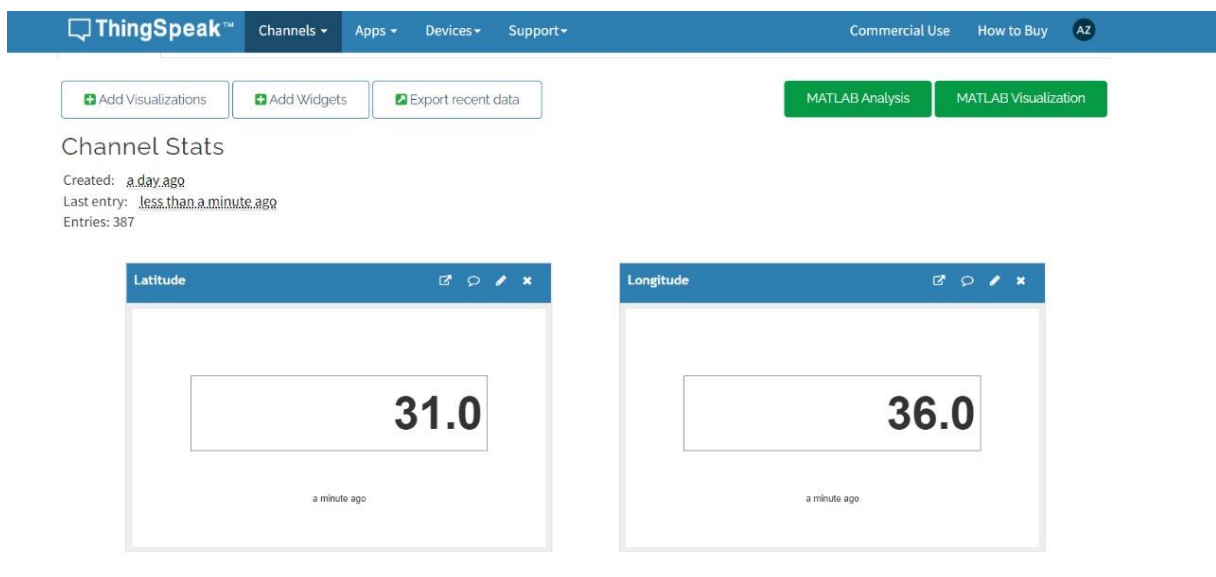 ThingSpeak™ Channels Apps Devices Support Commercial Use How to Buy AZ
Add Visualizations Add Widgets Export recent data MATLAB Analysis MATLAB Visualization
Channel Stats
Created: a day ago
Last entry: less than a minute ago
Entries: 387
Latitude Longitude
31.0 36.0
a minute ago a minute ago